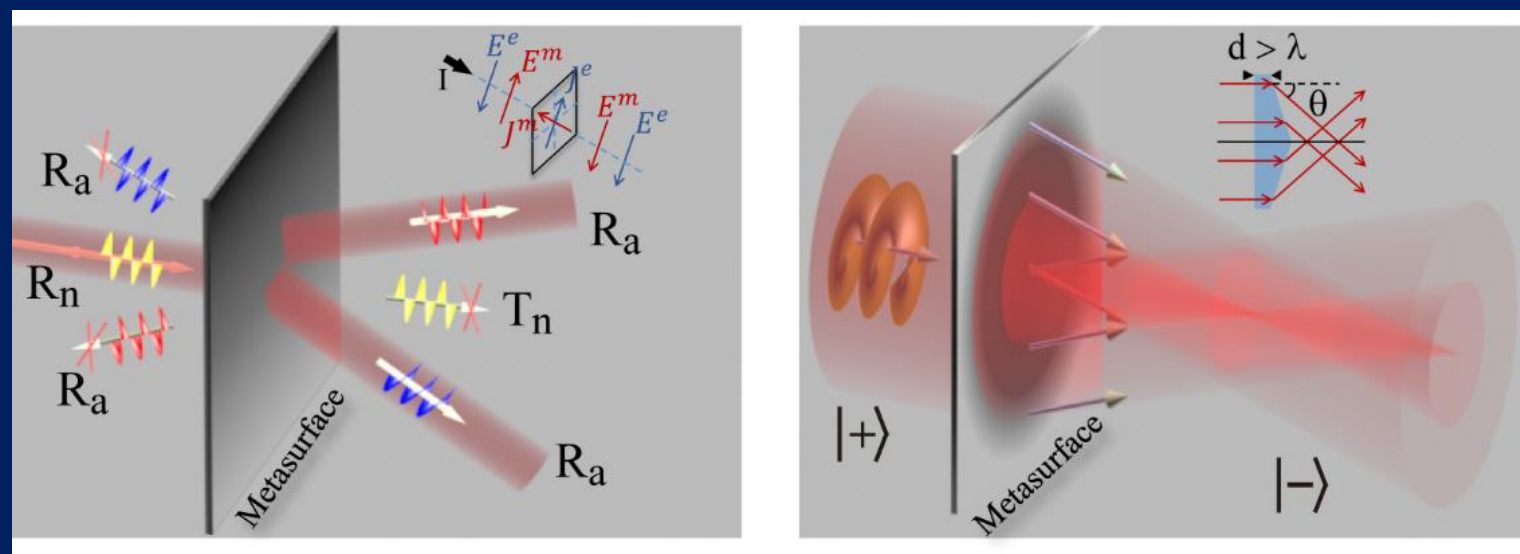 I
E^e
E^m
J^e
J^m
E^m
E^e
R_a
R_n
R_a
R_a
T_n
R_a
Metasurface
d > λ
θ
|+⟩
Metasurface
|−⟩